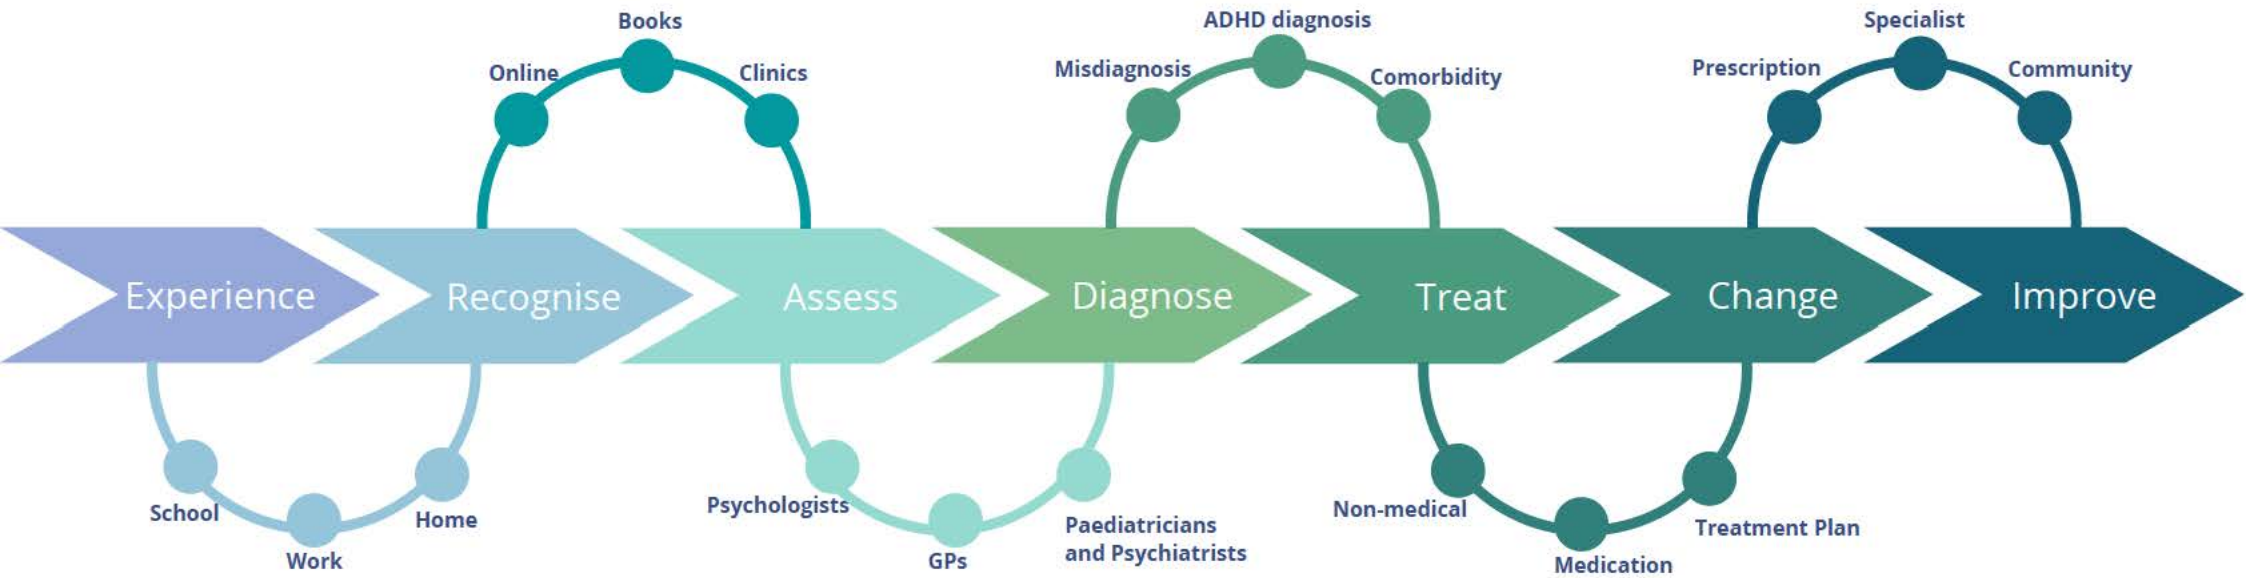 Books
Online
Clinics
ADHD diagnosis
Misdiagnosis
Comorbidity
Specialist
Prescription
Community
Experience
Recognise
Assess
Diagnose
Treat
Change
Improve
School
Work
Home
Psychologists
GPs
Paediatricians
and Psychiatrists
Non-medical
Medication
Treatment Plan